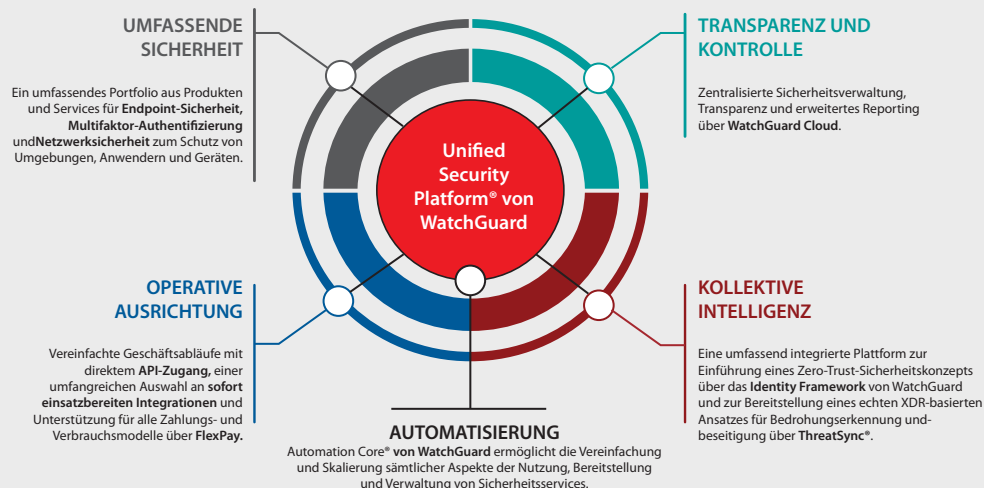 UMFASSENDE
SICHERHEIT
Ein umfassendes Portfolio aus Produkten
und Services für Endpoint-Sicherheit,
Multifaktor-Authentifizierung
undNetzwerksicherheit zum Schutz von
Umgebungen, Anwendern und Geräten.
TRANSPARENZ UND
KONTROLLE
Zentralisierte Sicherheitsverwaltung,
Transparenz und erweitertes Reporting
über WatchGuard Cloud.
Unified
Security
Platform® von
WatchGuard
OPERATIVE
AUSRICHTUNG
Vereinfachte Geschäftsabläufe mit
direktem API-Zugang, einer
umfangreichen Auswahl an sofort
einsatzbereiten Integrationen und
Unterstützung für alle Zahlungs- und
Verbrauchsmodelle über FlexPay.
KOLLEKTIVE
INTELLIGENZ
Eine umfassend integrierte Plattform zur
Einführung eines Zero-Trust-Sicherheitskonzepts
über das Identity Framework von WatchGuard
und zur Bereitstellung eines echten XDR-basierten
Ansatzes für Bedrohungserkennung und-
beseitigung über ThreatSync®.
AUTOMATISIERUNG
Automation Core® von WatchGuard ermöglicht die Vereinfachung
und Skalierung sämtlicher Aspekte der Nutzung, Bereitstellung
und Verwaltung von Sicherheitsservices.